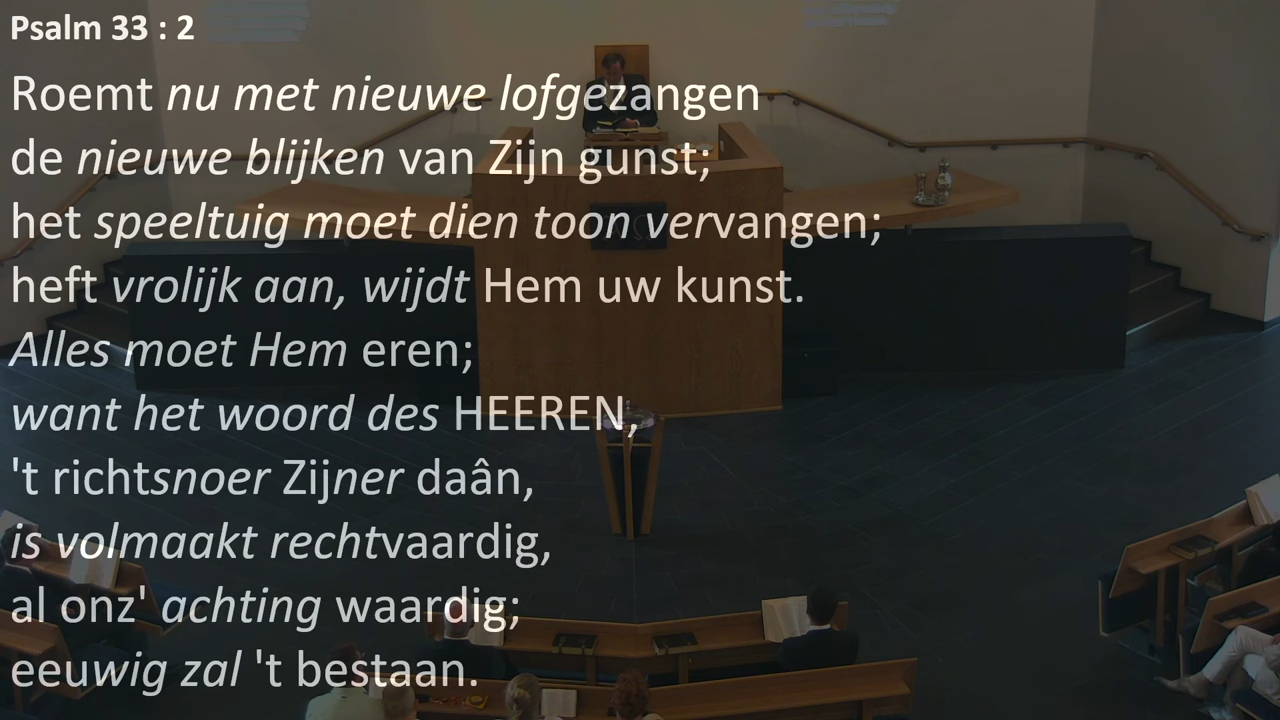 Psalm 33 : 2
Roemt nu met nieuwe lofgezangen
de nieuwe blijken van Zijn gunst;
het speeltuig moet dien toon vervangen;
heft vrolijk aan, wijdt Hem uw kunst.
Alles moet Hem eren;
want het woord des HEEREN,
't richtsnoer Zijner daân,
is volmaakt rechtvaardig,
al onz' achting waardig;
eeuwig zal 't bestaan.